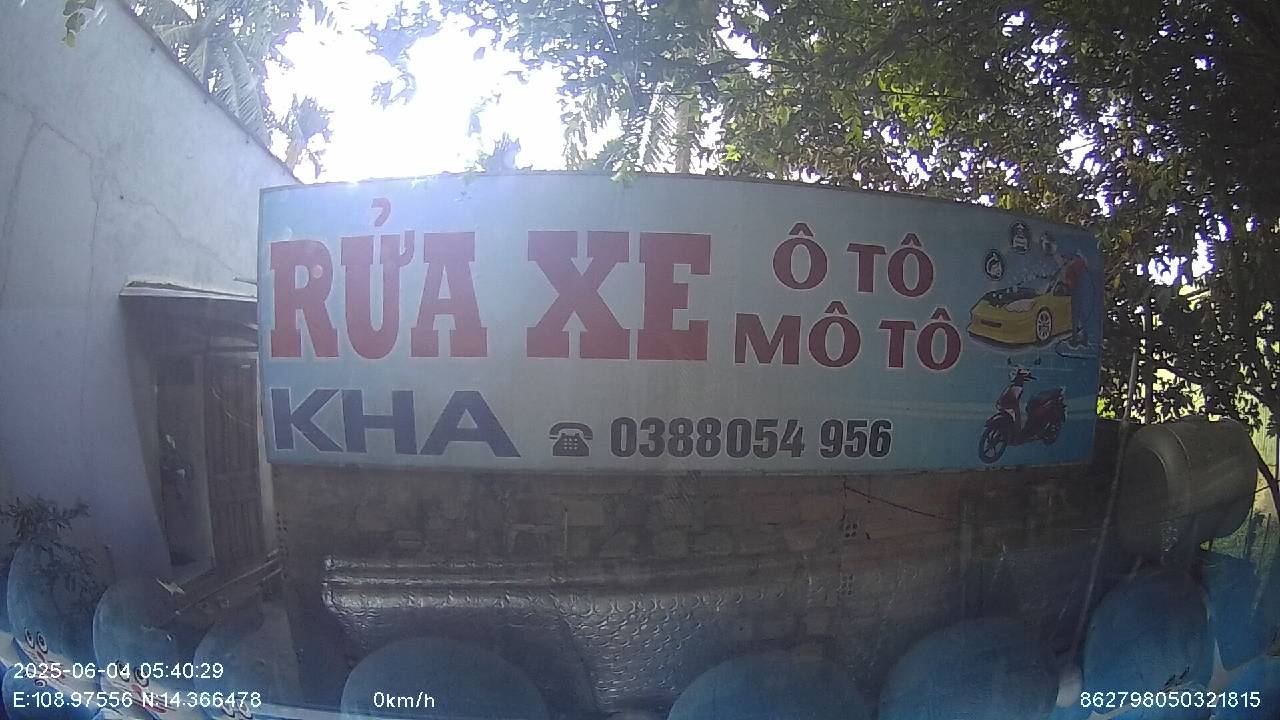 RỬA XE
Ô TÔ
MÔ TÔ
KHA ☎ 0388054 956
2025-06-04 05:40:29
E:108.97556 N:14.366478
0km/h
862798050321815